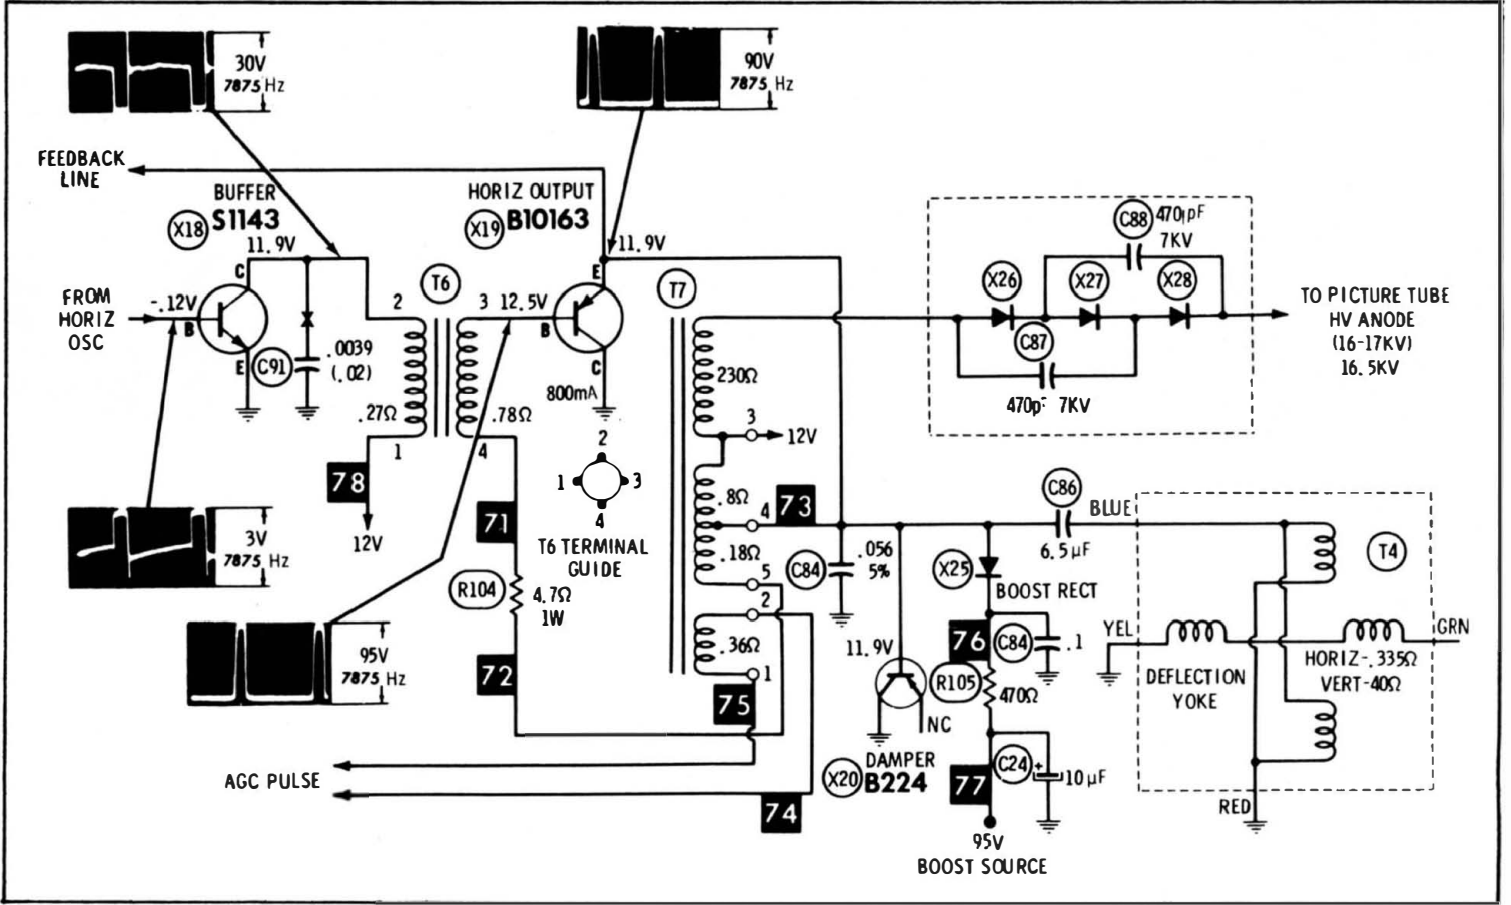 30V
7875 Hz
90V
7875 Hz
FEEDBACK
LINE
BUFFER
X18 S1143
11.9V
HORIZ OUTPUT
X19 B10163
11.9V
FROM
HORIZ
OSC
-.12V
B
C
E
C91
.0039
(.02)
2
T6
3
12.5V
B
E
C
800mA
T7
.27Ω
.78Ω
1
4
78
12V
3V
7875 Hz
71
R104
4.7Ω
1W
72
95V
7875 Hz
2
1
3
4
T6 TERMINAL
GUIDE
230Ω
3
12V
.8Ω
73
4
.18Ω
5
2
.36Ω
1
75
AGC PULSE
74
C84
.056
5%
X26
X27
X28
C88
470pF
7KV
C87
470pF 7KV
TO PICTURE TUBE
HV ANODE
(16-17KV)
16.5KV
C86
6.5µF
BLUE
X25
BOOST RECT
76
C84
.1
11.9V
R105
470Ω
NC
DAMPER
X20 B224
C24
+
10µF
77
95V
BOOST SOURCE
T4
YEL
GRN
DEFLECTION
YOKE
HORIZ-.335Ω
VERT-40Ω
RED